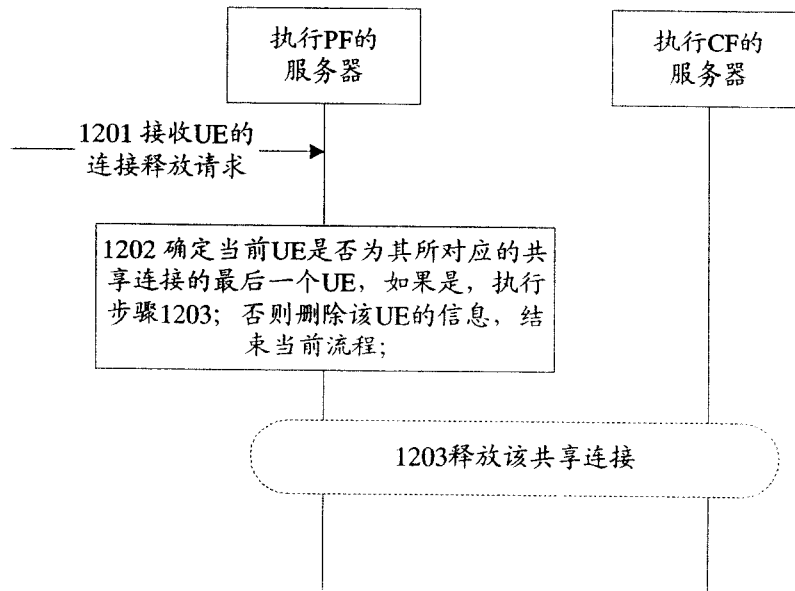 执行PF的
服务器
执行CF的
服务器
1201 接收UE的
连接释放请求
1202 确定当前UE是否为其所对应的共
享连接的最后一个UE，如果是，执行
步骤1203；否则删除该UE的信息，结
束当前流程；
1203释放该共享连接